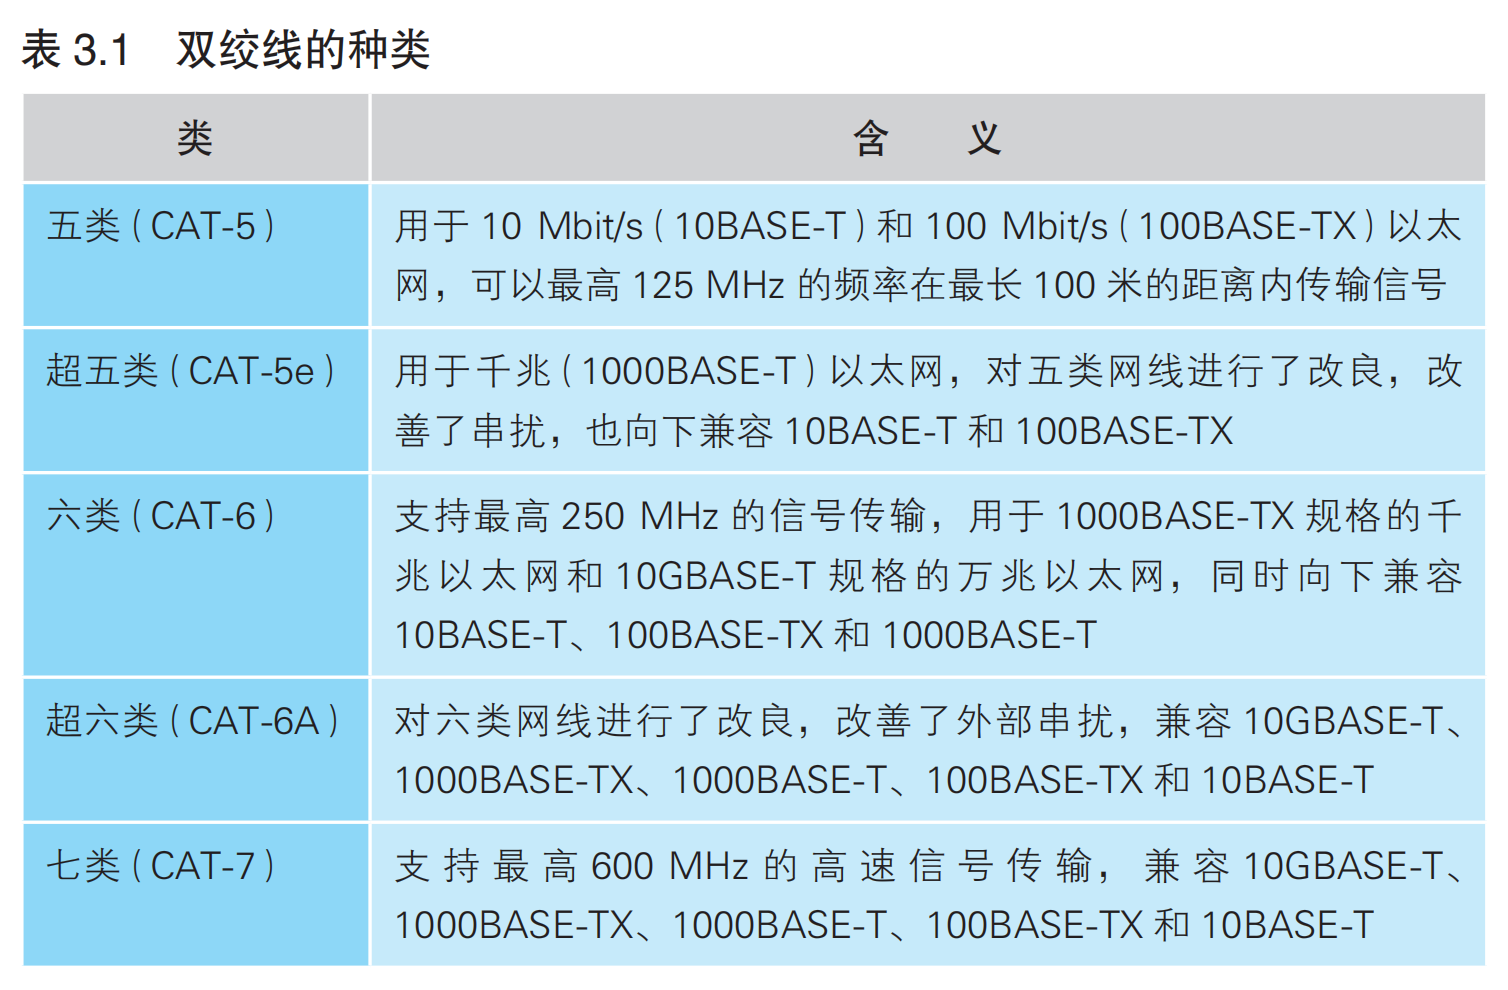 表 3.1 双绞线的种类
类
含 义
五类（CAT-5）
用于 10 Mbit/s（10BASE-T）和 100 Mbit/s（100BASE-TX）以太
网，可以最高 125 MHz 的频率在最长 100 米的距离内传输信号
超五类（CAT-5e）
用于千兆（1000BASE-T）以太网，对五类网线进行了改良，改
善了串扰，也向下兼容 10BASE-T 和 100BASE-TX
六类（CAT-6）
支持最高 250 MHz 的信号传输，用于 1000BASE-TX 规格的千
兆以太网和 10GBASE-T 规格的万兆以太网，同时向下兼容
10BASE-T、100BASE-TX 和 1000BASE-T
超六类（CAT-6A）
对六类网线进行了改良，改善了外部串扰，兼容 10GBASE-T、
1000BASE-TX、1000BASE-T、100BASE-TX 和 10BASE-T
七类（CAT-7）
支持最高 600 MHz 的高速信号传输，兼容 10GBASE-T、
1000BASE-TX、1000BASE-T、100BASE-TX 和 10BASE-T